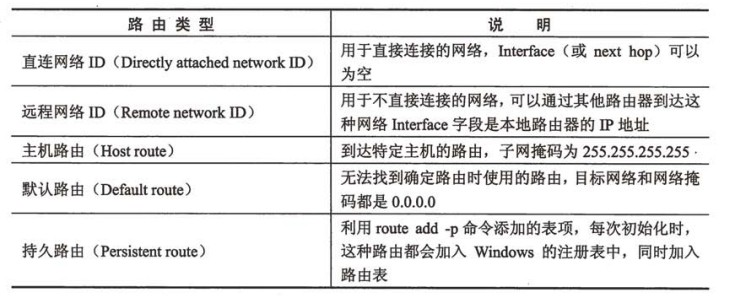 路由类型 说明
直连网络 ID（Directly attached network ID） 用于直接连接的网络，Interface（或 next hop）可以
为空
远程网络 ID（Remote network ID） 用于不直接连接的网络，可以通过其他路由器到达这
种网络 Interface 字段是本地路由器的 IP 地址
主机路由（Host route） 到达特定主机的路由，子网掩码为 255.255.255.255
默认路由（Default route） 无法找到确定路由时使用的路由，目标网络和网络掩
码都是 0.0.0.0
持久路由（Persistent route） 利用 route add -p 命令添加的表项，每次初始化时，
这种路由都会加入 Windows 的注册表中，同时加入
路由表